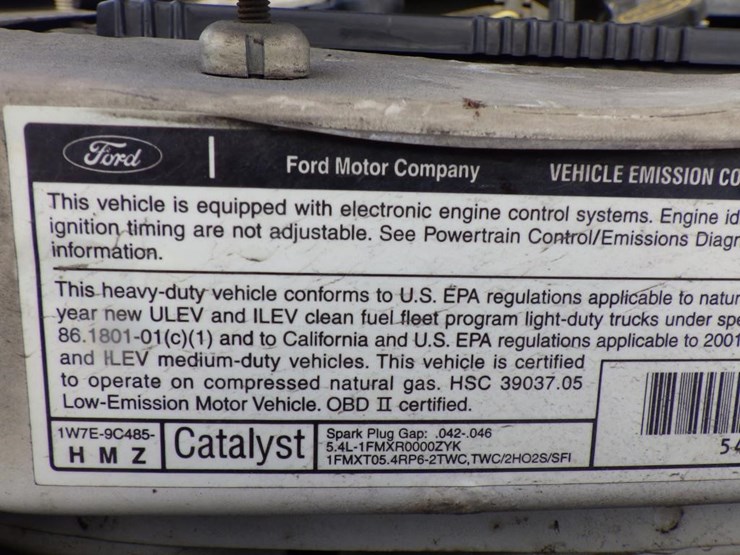 Ford
Ford Motor Company VEHICLE EMISSION CO
This vehicle is equipped with electronic engine control systems. Engine id
ignition timing are not adjustable. See Powertrain Control/Emissions Diagr
information.
This heavy-duty vehicle conforms to U.S. EPA regulations applicable to natur
year new ULEV and ILEV clean fuel fleet program light-duty trucks under spe
86.1801-01(c)(1) and to California and U.S. EPA regulations applicable to 2001
and ILEV medium-duty vehicles. This vehicle is certified
to operate on compressed natural gas. HSC 39037.05
Low-Emission Motor Vehicle. OBD II certified.
1W7E-9C485-
H M Z
Catalyst
Spark Plug Gap: .042-.046
5.4L-1FMXR0000ZYK
1FMXT05.4RP6-2TWC,TWC/2HO2S/SFI
54